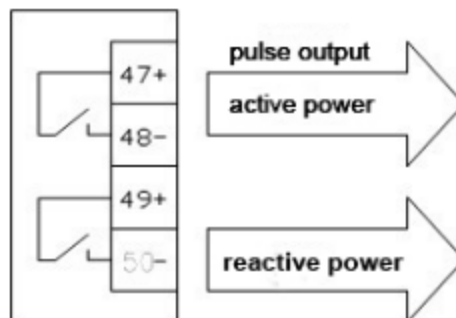 47+
48-
49+
50-
pulse output
active power
reactive power